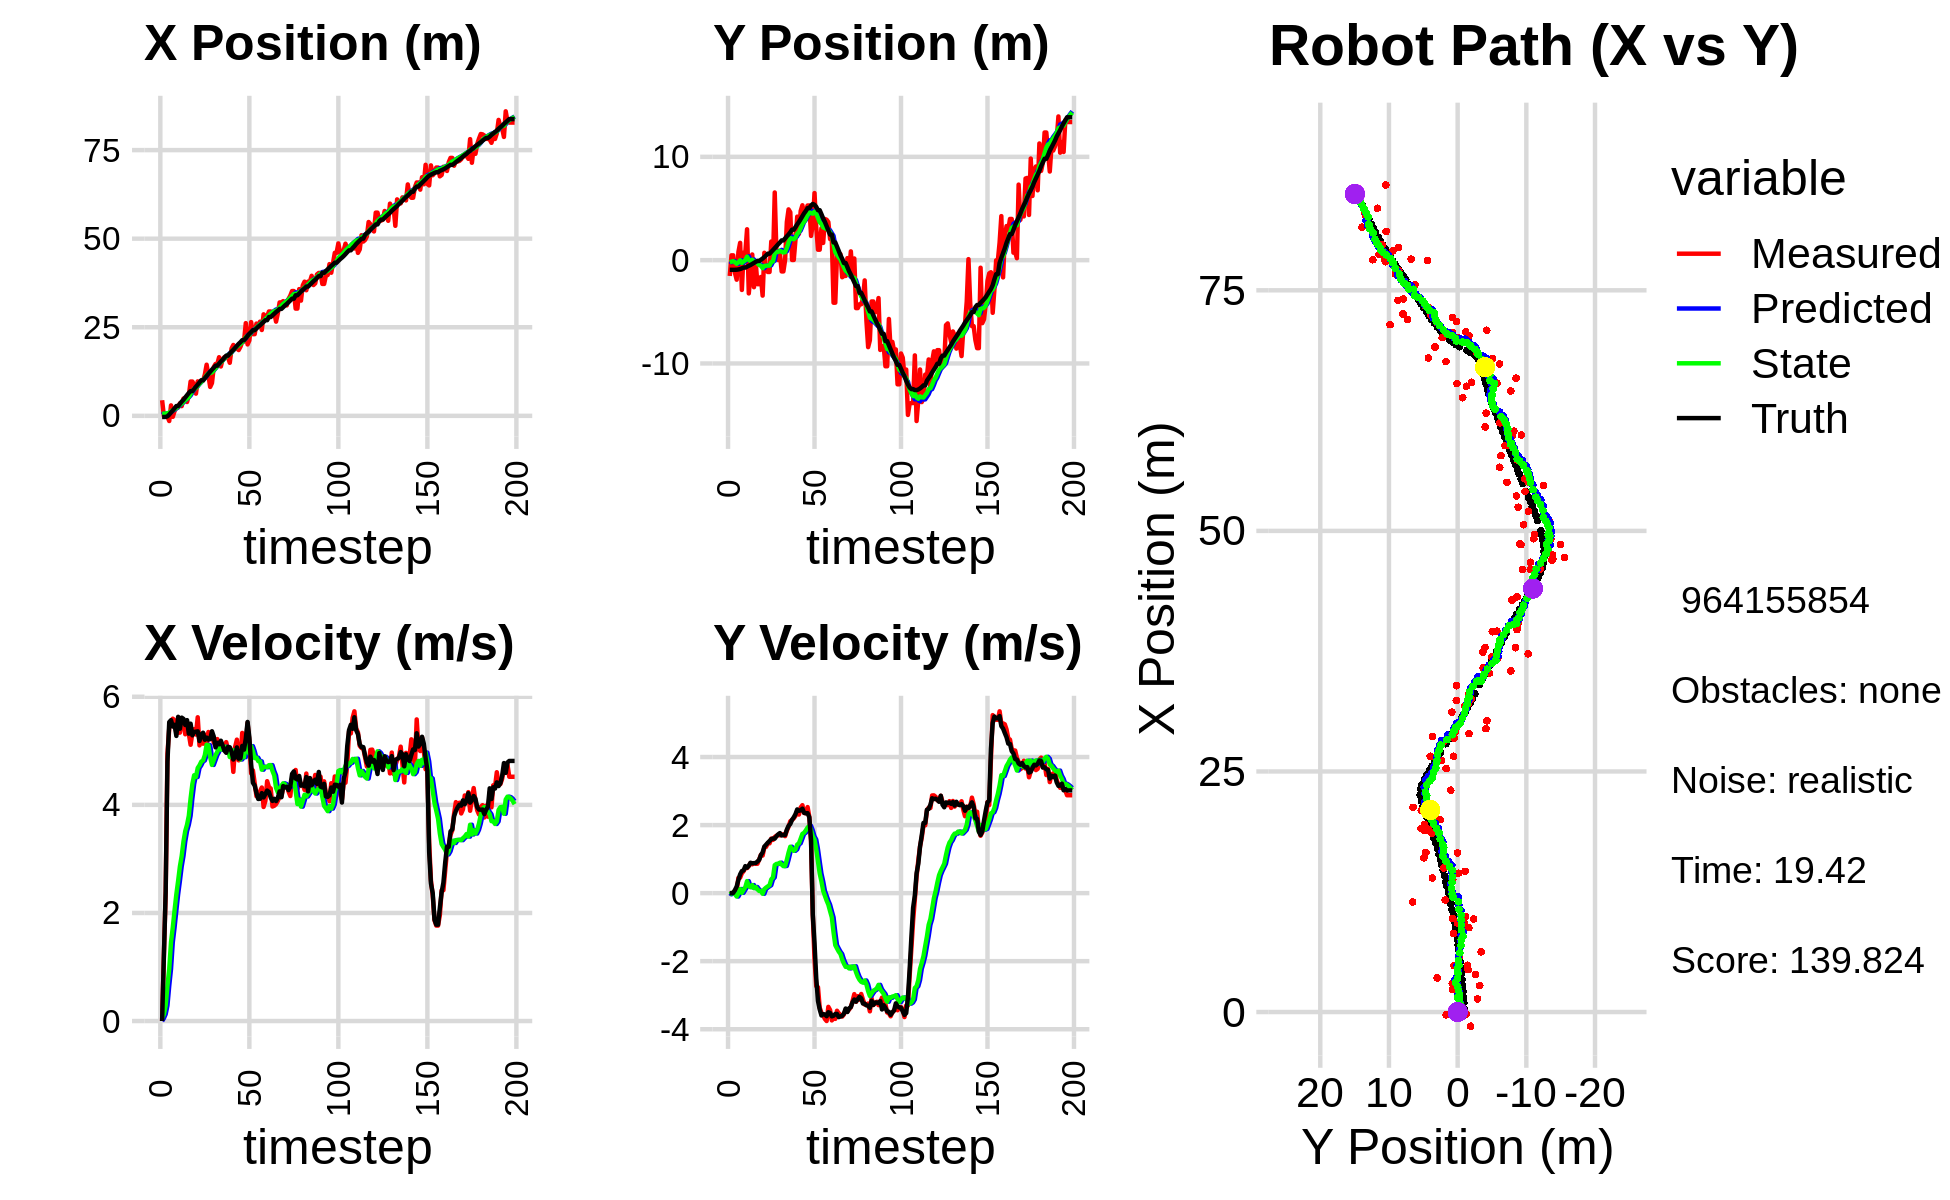 X Position (m)
75
50
25
0
0 50 100 150 200
timestep
Y Position (m)
10
0
-10
0 50 100 150 200
timestep
X Velocity (m/s)
6
4
2
0
0 50 100 150 200
timestep
Y Velocity (m/s)
4
2
0
-2
-4
0 50 100 150 200
timestep
Robot Path (X vs Y)
X Position (m)
75
50
25
0
20 10 0 -10 -20
Y Position (m)
variable
Measured
Predicted
State
Truth
964155854
Obstacles: none
Noise: realistic
Time: 19.42
Score: 139.824